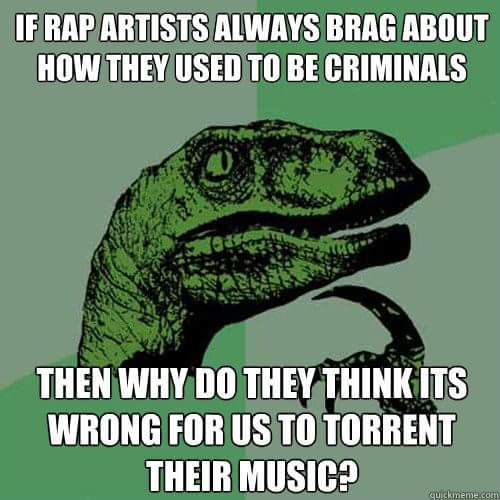 IF RAP ARTISTS ALWAYS BRAG ABOUT
HOW THEY USED TO BE CRIMINALS
THEN WHY DO THEY THINK ITS
WRONG FOR US TO TORRENT
THEIR MUSIC?
quickmeme.com